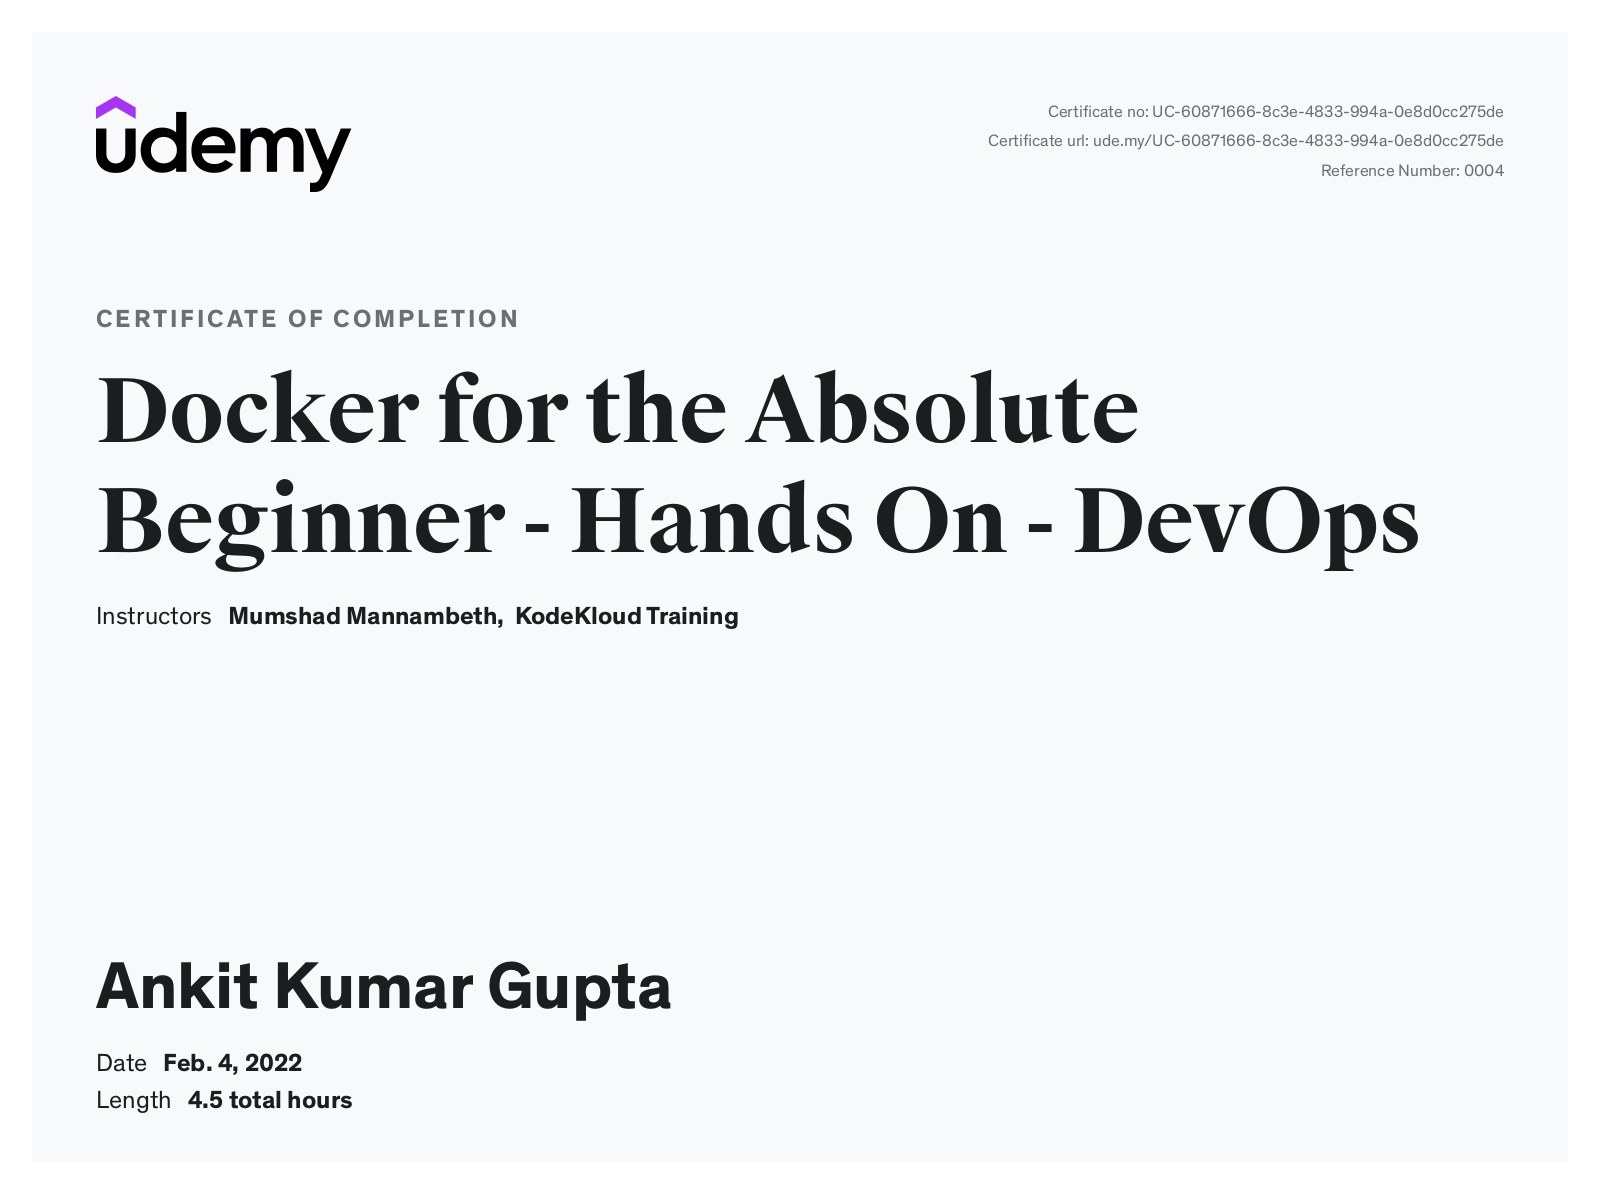 udemy
Certificate no: UC-60871666-8c3e-4833-994a-0e8d0cc275de
Certificate url: ude.my/UC-60871666-8c3e-4833-994a-0e8d0cc275de
Reference Number: 0004
CERTIFICATE OF COMPLETION
Docker for the Absolute
Beginner - Hands On - DevOps
Instructors Mumshad Mannambeth, KodeKloud Training
Ankit Kumar Gupta
Date Feb. 4, 2022
Length 4.5 total hours